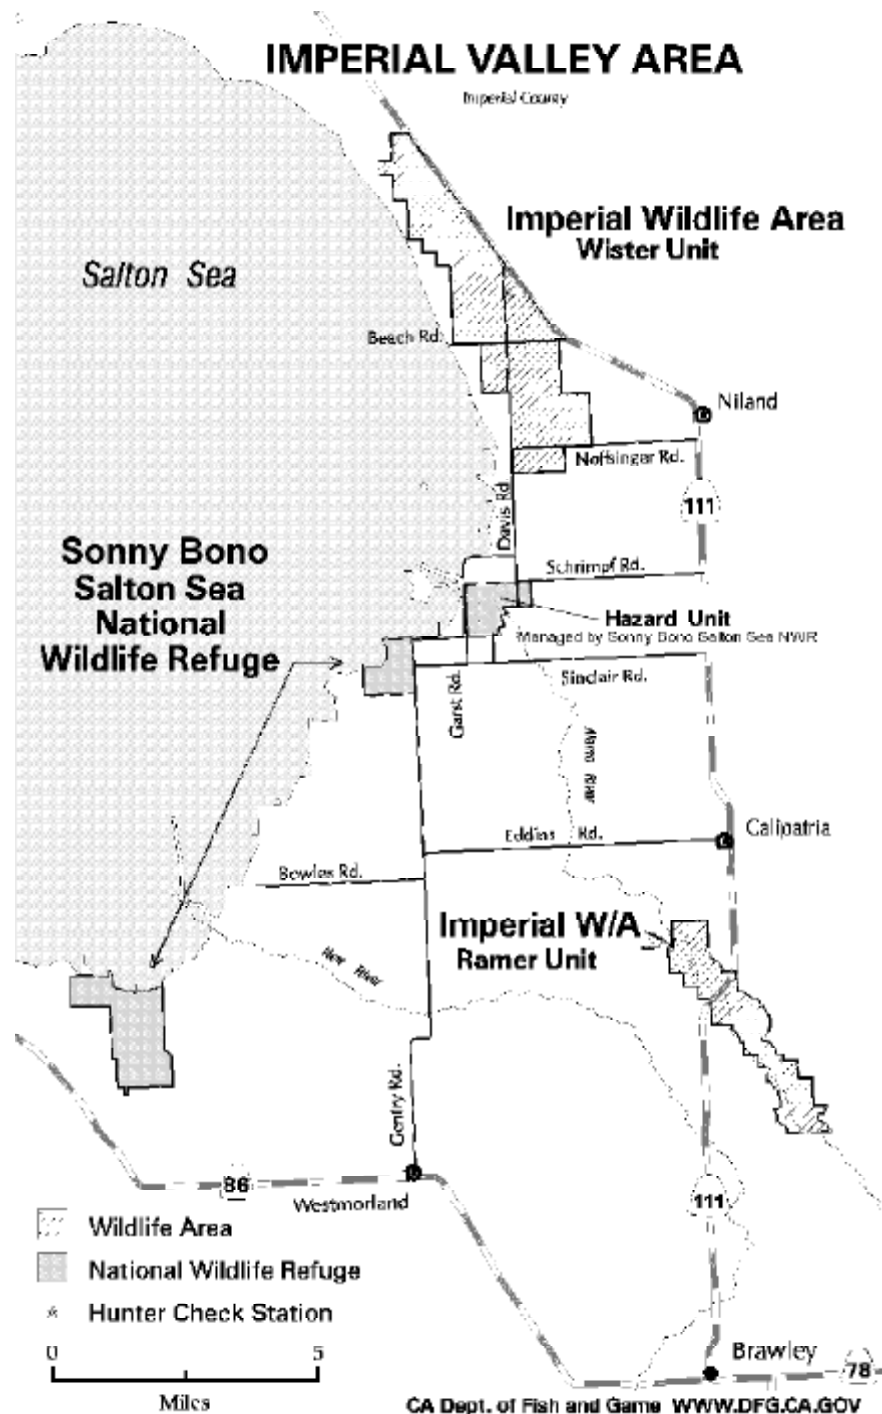 IMPERIAL VALLEY AREA
Imperial County
Imperial Wildlife Area
Wister Unit
Salton Sea
Beach Rd.
Niland
Noffsinger Rd.
Davis Rd
111
Sonny Bono
Salton Sea
National
Wildlife Refuge
Schrimpf Rd.
Hazard Unit
Managed by Sonny Bono Salton Sea NWR
Sinclair Rd.
Garst Rd.
Alamo River
Eddins Rd.
Calipatria
Bowles Rd.
Imperial W/A
Ramer Unit
New River
Gentry Rd.
86
Westmorland
111
Wildlife Area
National Wildlife Refuge
Hunter Check Station
0 5
Miles
Brawley
78
CA Dept. of Fish and Game WWW.DFG.CA.GOV